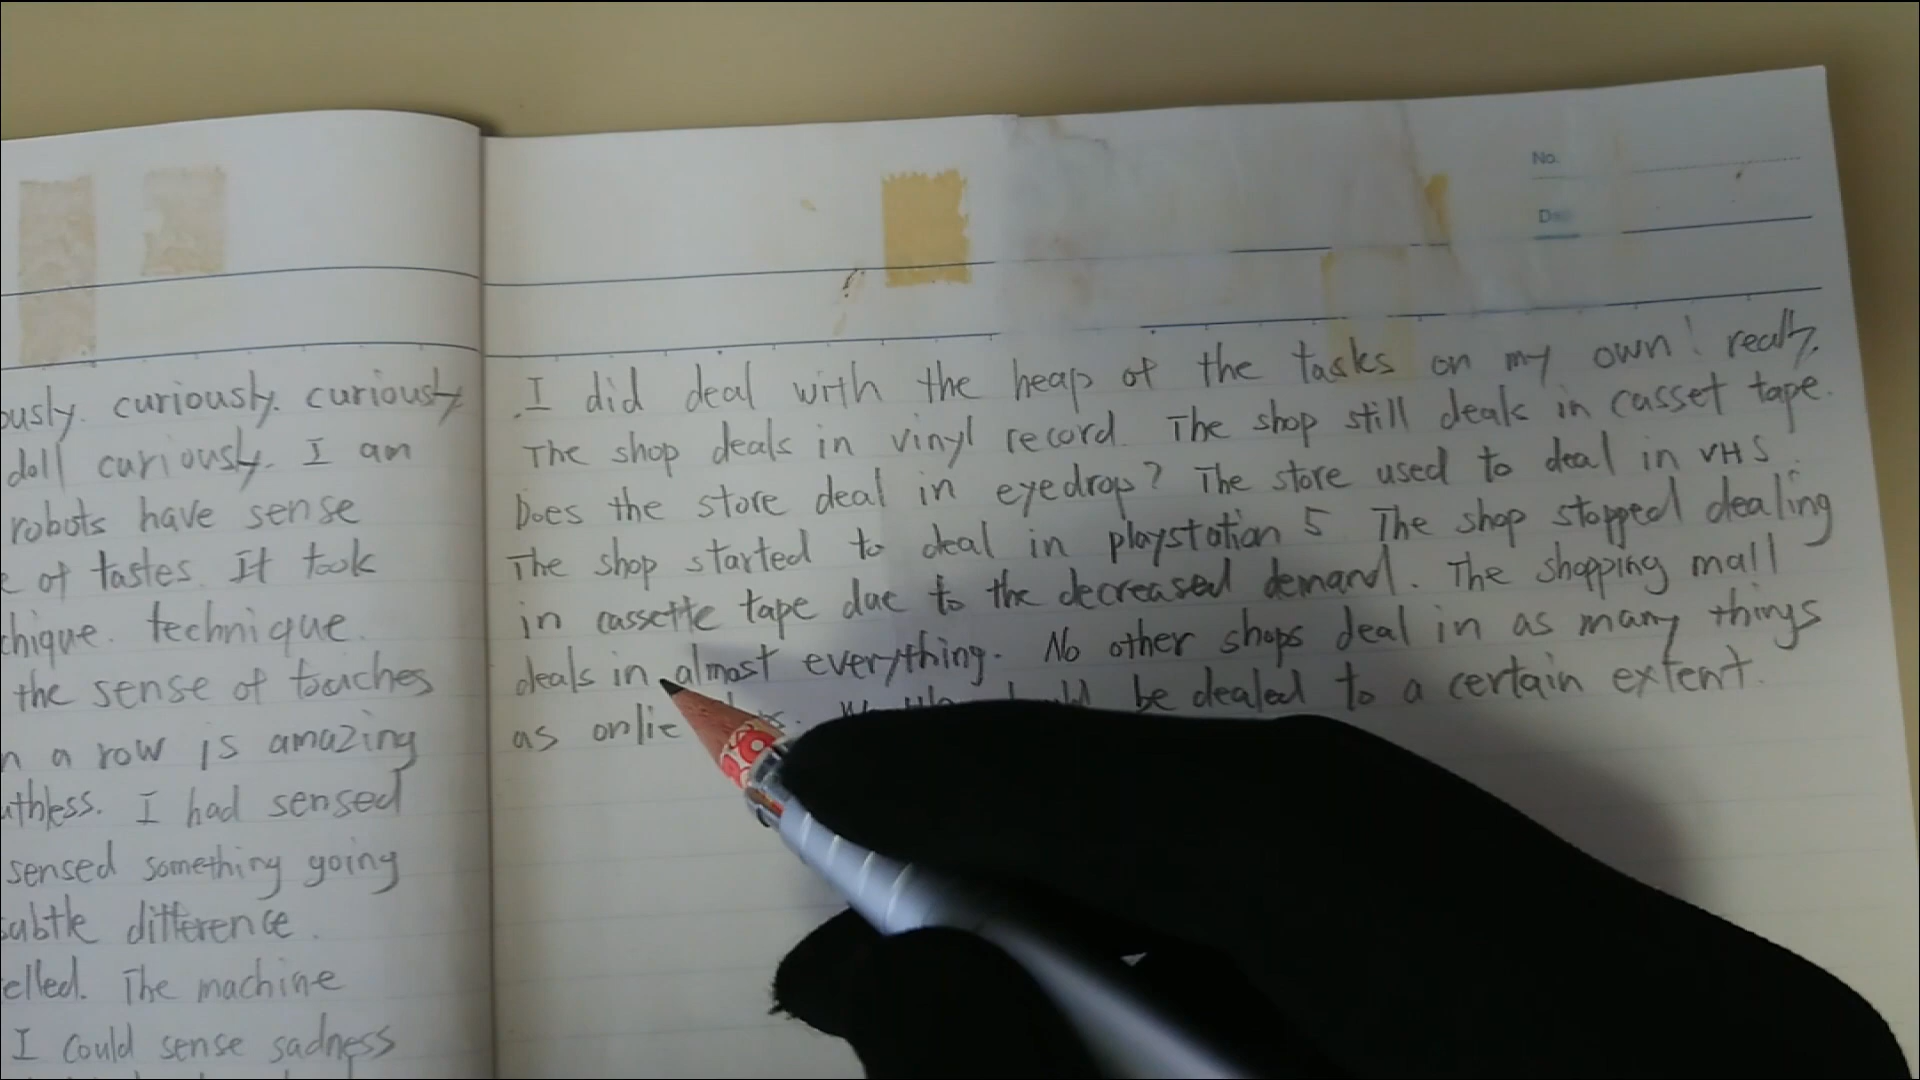 ously. curiously. curiously
doll curiously. I am
robots have sense
e of tastes. It took
chique. technique.
the sense of touches
n a row is amazing
uthless. I had sensed
sensed something going
subtle difference.
elled. The machine
I could sense sadness
No.
I did deal with the heap of the tasks on my own! really.
The shop deals in vinyl record. The shop still deals in casset tape.
Does the store deal in eyedrop? The store used to deal in VHS.
The shop started to deal in playstation 5. The shop stopped dealing
in cassette tape due to the decreased demand. The shopping mall
deals in almost everything. No other shops deal in as many things
as onlie be dealed to a certain extent.